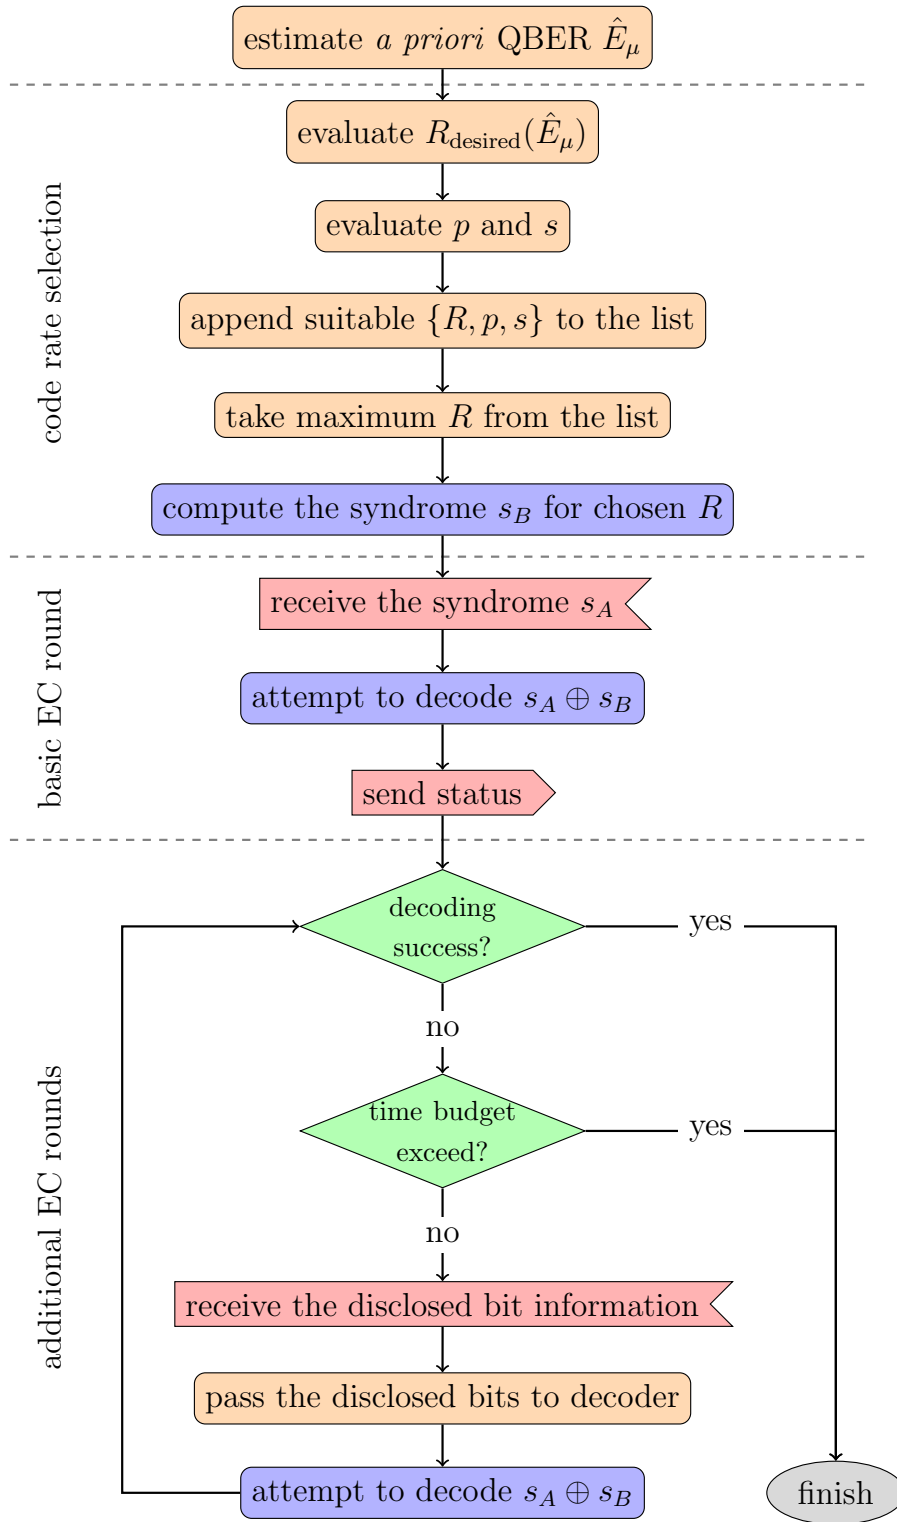 estimate a priori QBER Ê_μ
code rate selection
evaluate R_desired(Ê_μ)
evaluate p and s
append suitable {R, p, s} to the list
take maximum R from the list
compute the syndrome s_B for chosen R
basic EC round
receive the syndrome s_A
attempt to decode s_A ⊕ s_B
send status
additional EC rounds
decoding
success?
yes
no
time budget
exceed?
yes
no
receive the disclosed bit information
pass the disclosed bits to decoder
attempt to decode s_A ⊕ s_B
finish